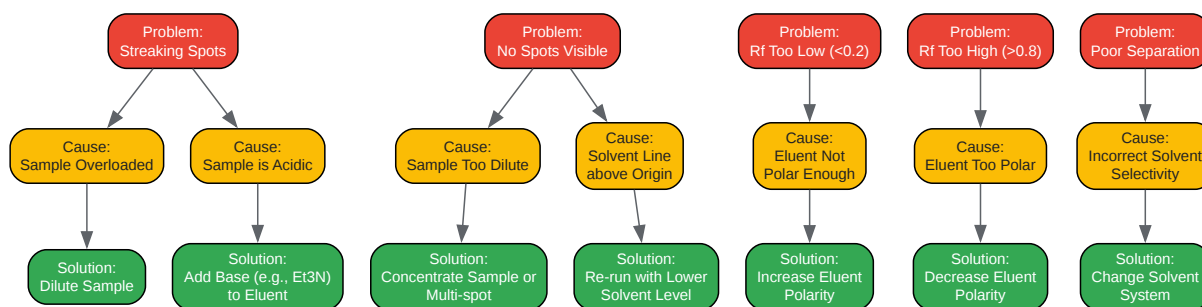 Problem:
Streaking Spots
Problem:
No Spots Visible
Problem:
Rf Too Low (<0.2)
Problem:
Rf Too High (>0.8)
Problem:
Poor Separation
Cause:
Sample Overloaded
Cause:
Sample is Acidic
Cause:
Sample Too Dilute
Cause:
Solvent Line
above Origin
Cause:
Eluent Not
Polar Enough
Cause:
Eluent Too Polar
Cause:
Incorrect Solvent
Selectivity
Solution:
Dilute Sample
Solution:
Add Base (e.g., Et3N)
to Eluent
Solution:
Concentrate Sample or
Multi-spot
Solution:
Re-run with Lower
Solvent Level
Solution:
Increase Eluent
Polarity
Solution:
Decrease Eluent
Polarity
Solution:
Change Solvent
System